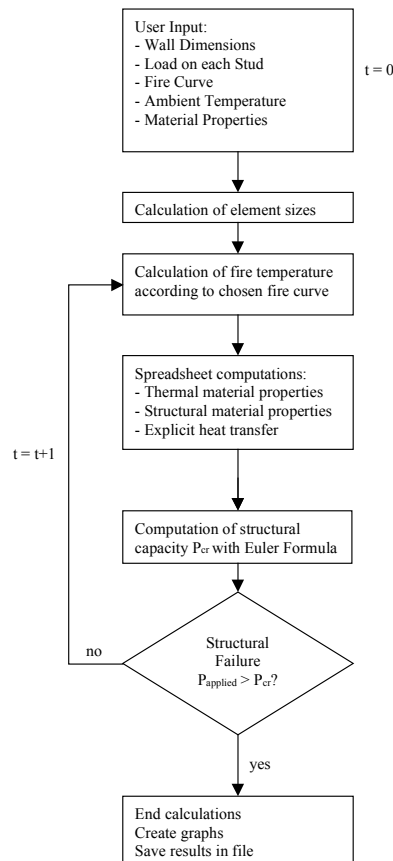 User Input:
- Wall Dimensions
- Load on each Stud
- Fire Curve
- Ambient Temperature
- Material Properties
t = 0
Calculation of element sizes
Calculation of fire temperature
according to chosen fire curve
Spreadsheet computations:
- Thermal material properties
- Structural material properties
- Explicit heat transfer
t = t+1
Computation of structural
capacity Pcr with Euler Formula
Structural
Failure
Papplied > Pcr?
no
yes
End calculations
Create graphs
Save results in file